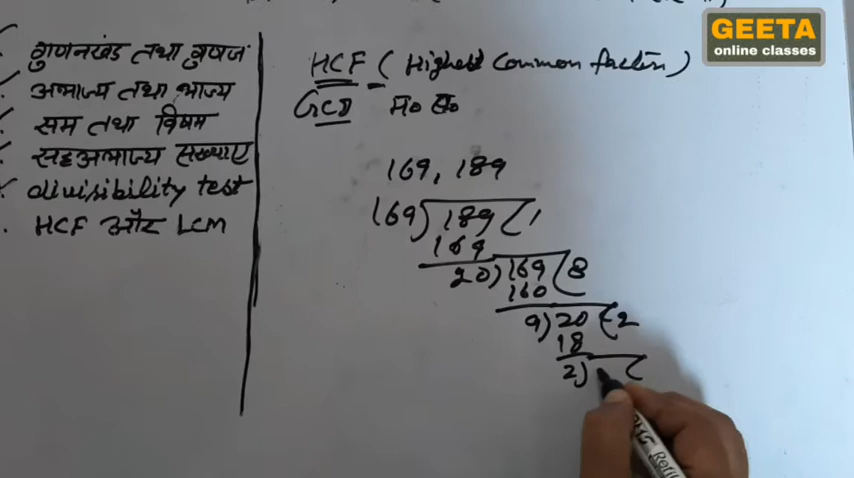 GEETA
online classes
गुणनखंड तथा गुणज
अभाज्य तथा भाज्य
सम तथा विषम
सहअभाज्य संख्याए
divisibility test
HCF और LCM
HCF (Highest Common factor)
GCD म० स०
169, 189
169) 189 ( 1
169
20) 169 ( 8
160
9) 20 ( 2
18
2) (